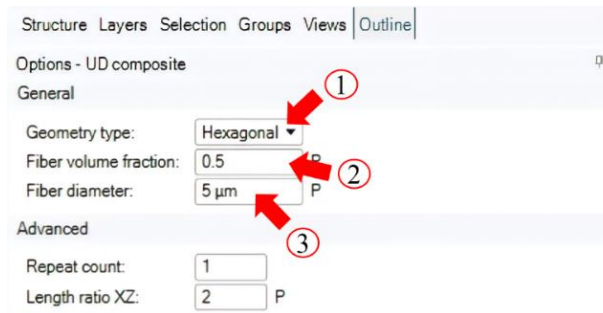 Structure Layers Selection Groups Views Outline
Options - UD composite
General
1
Geometry type: Hexagonal
Fiber volume fraction: 0.5 P
2
Fiber diameter: 5 µm P
Advanced
3
Repeat count: 1
Length ratio XZ: 2 P